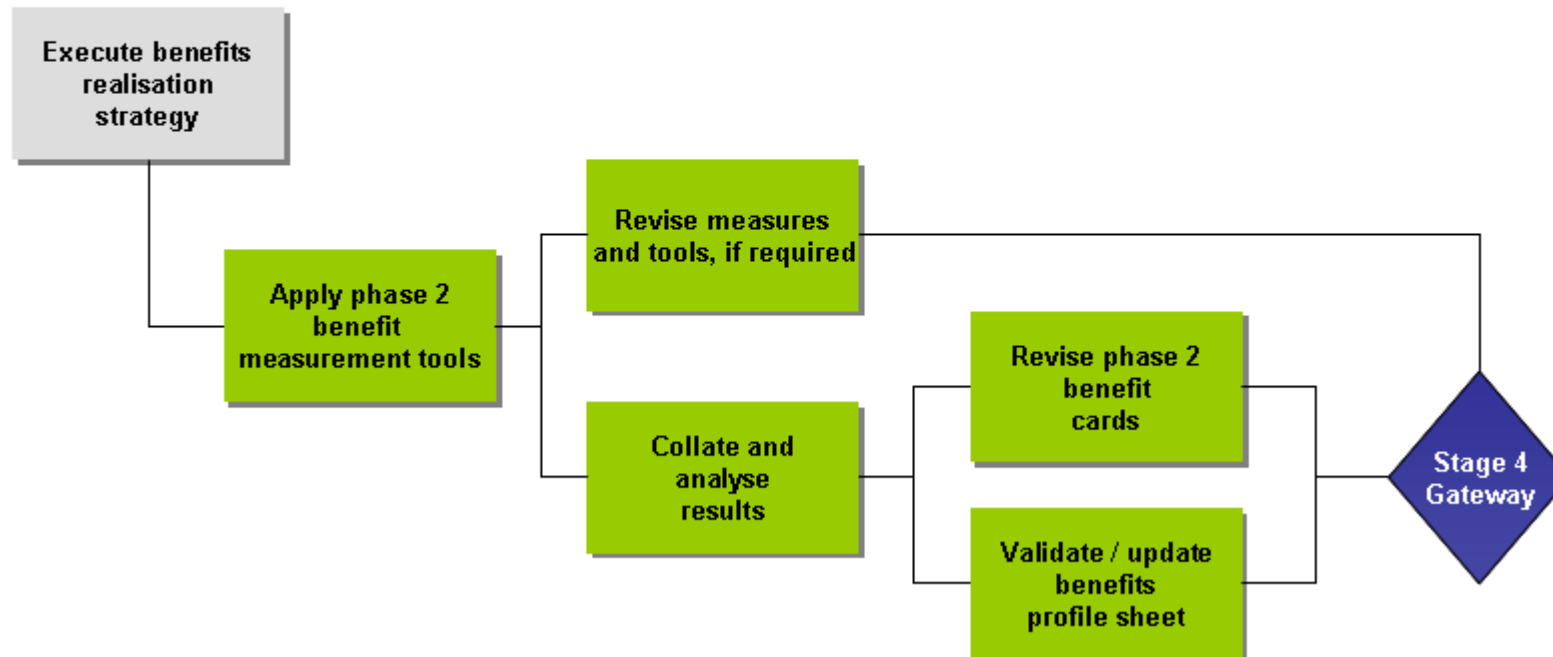 Execute benefits
realisation
strategy
Apply phase 2
benefit
measurement tools
Revise measures
and tools, if required
Collate and
analyse
results
Revise phase 2
benefit
cards
Validate / update
benefits
profile sheet
Stage 4
Gateway